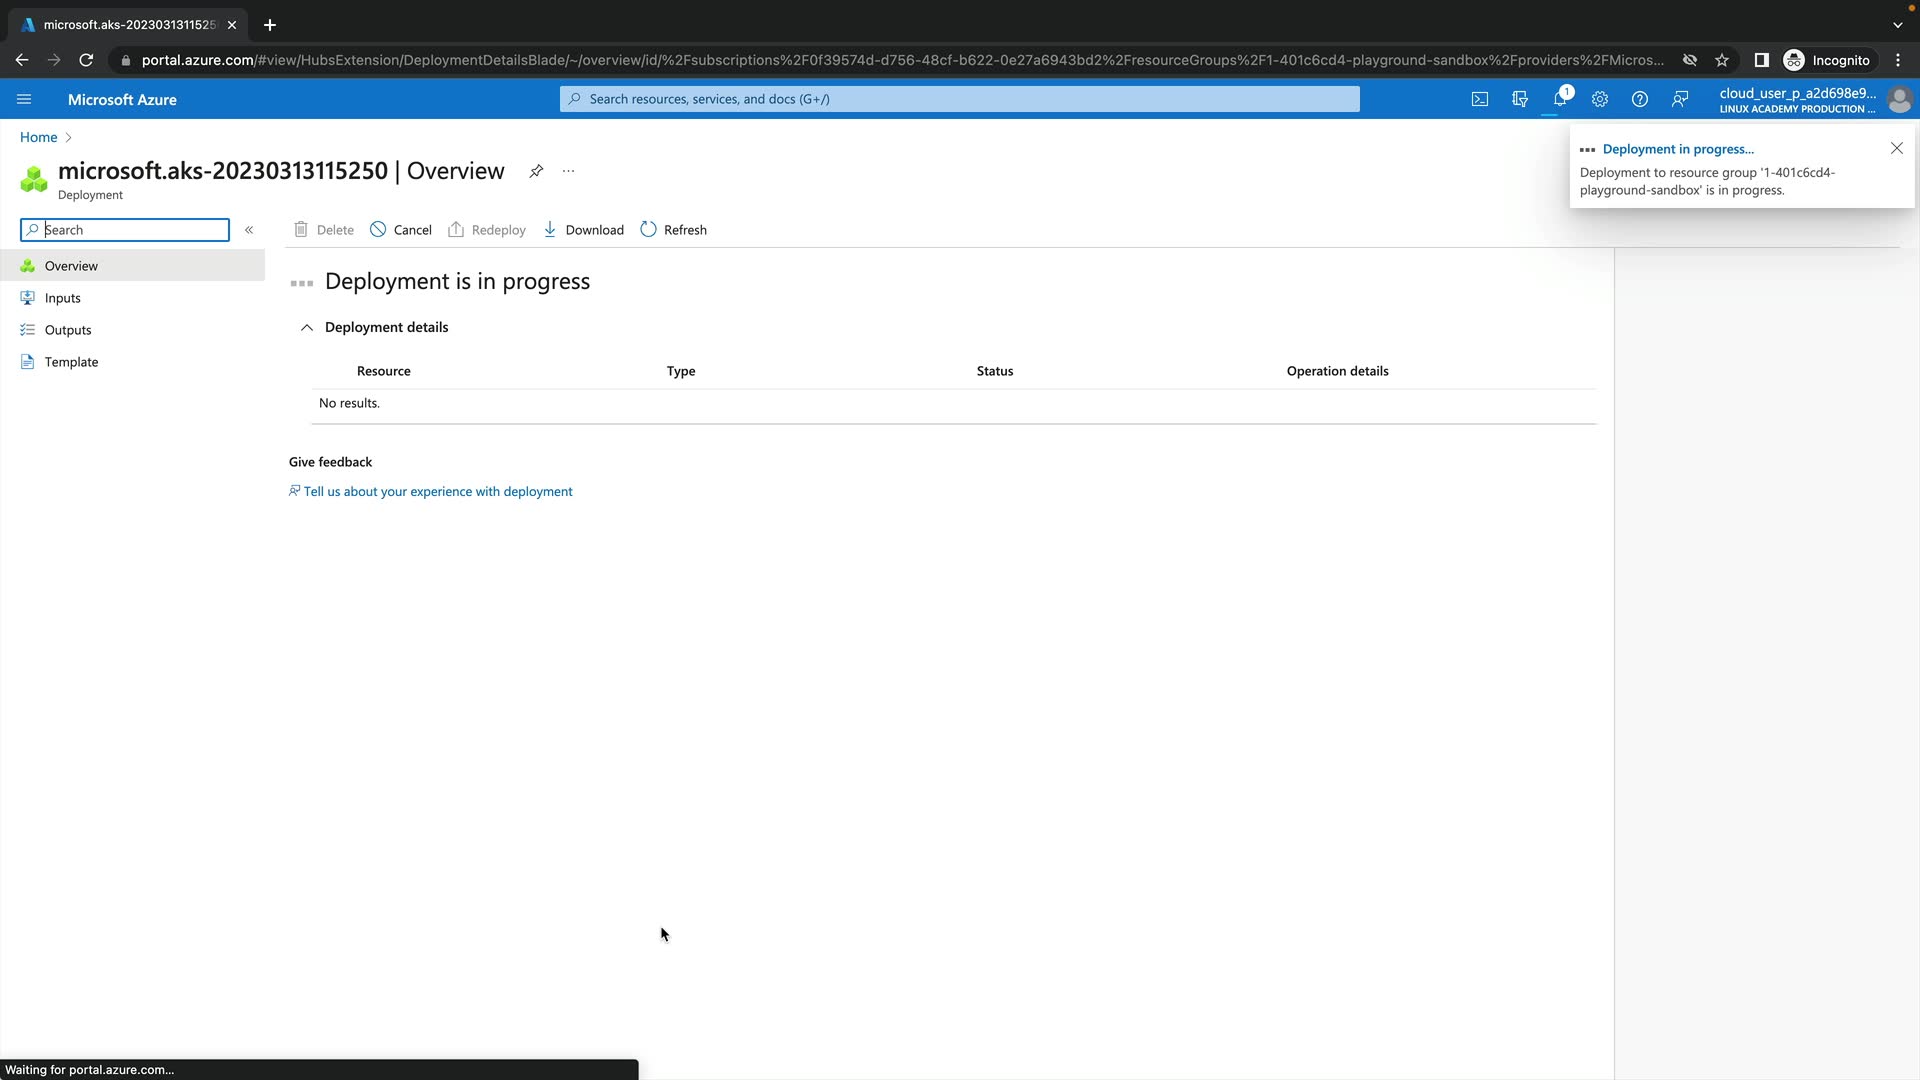 microsoft.aks-20230313115250
portal.azure.com/#view/HubsExtension/DeploymentDetailsBlade/~/overview/id/%2Fsubscriptions%2F0f39574d-d756-48cf-b622-0e27a6943bd2%2FresourceGroups%2F1-401c6cd4-playground-sandbox%2Fproviders%2FMicros...
Incognito
Microsoft Azure
Search resources, services, and docs (G+/)
1
cloud_user_p_a2d698e9...
LINUX ACADEMY PRODUCTION ...
Home
Deployment in progress...
Deployment to resource group '1-401c6cd4-
playground-sandbox' is in progress.
microsoft.aks-20230313115250 | Overview
...
Deployment
Search
«
Delete
Cancel
Redeploy
Download
Refresh
Overview
Inputs
Outputs
Template
Deployment is in progress
Deployment details
Resource
Type
Status
Operation details
No results.
Give feedback
Tell us about your experience with deployment
Waiting for portal.azure.com...